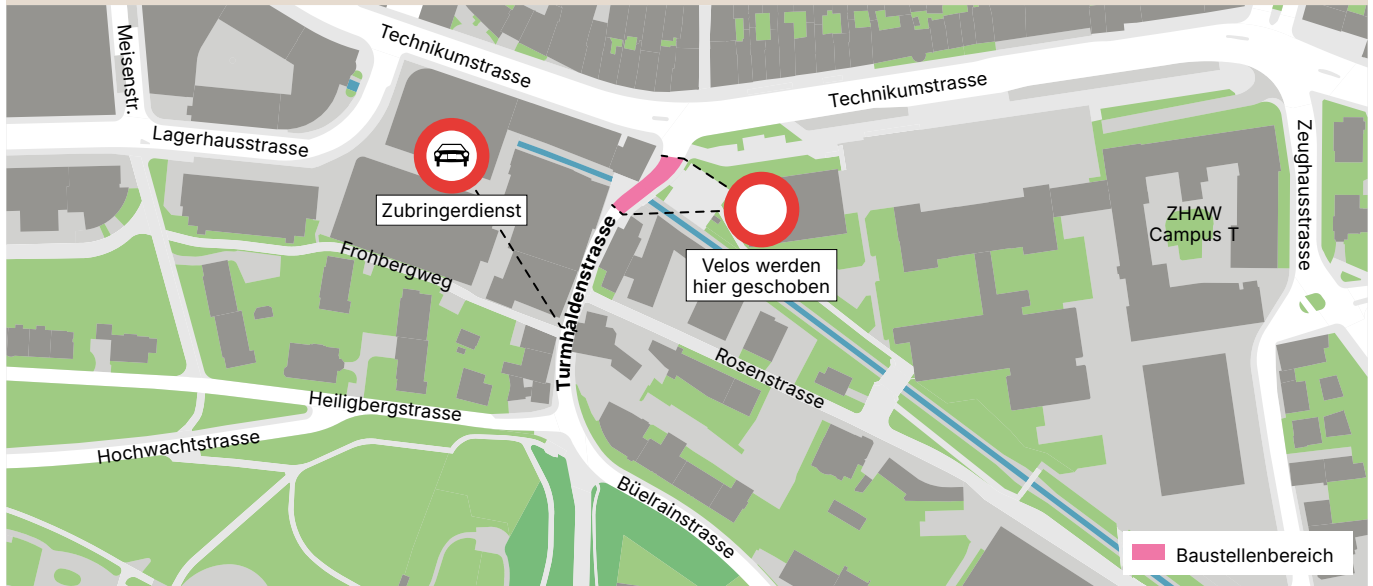 Meisenstr.
Technikumstrasse
Technikumstrasse
Lagerhausstrasse
Zeughausstrasse
Zubringerdienst
ZHAW
Campus T
Frohbergweg
Turmhaldenstrasse
Velos werden
hier geschoben
Rosenstrasse
Heiligbergstrasse
Hochwachtstrasse
Büelrainstrasse
Baustellenbereich